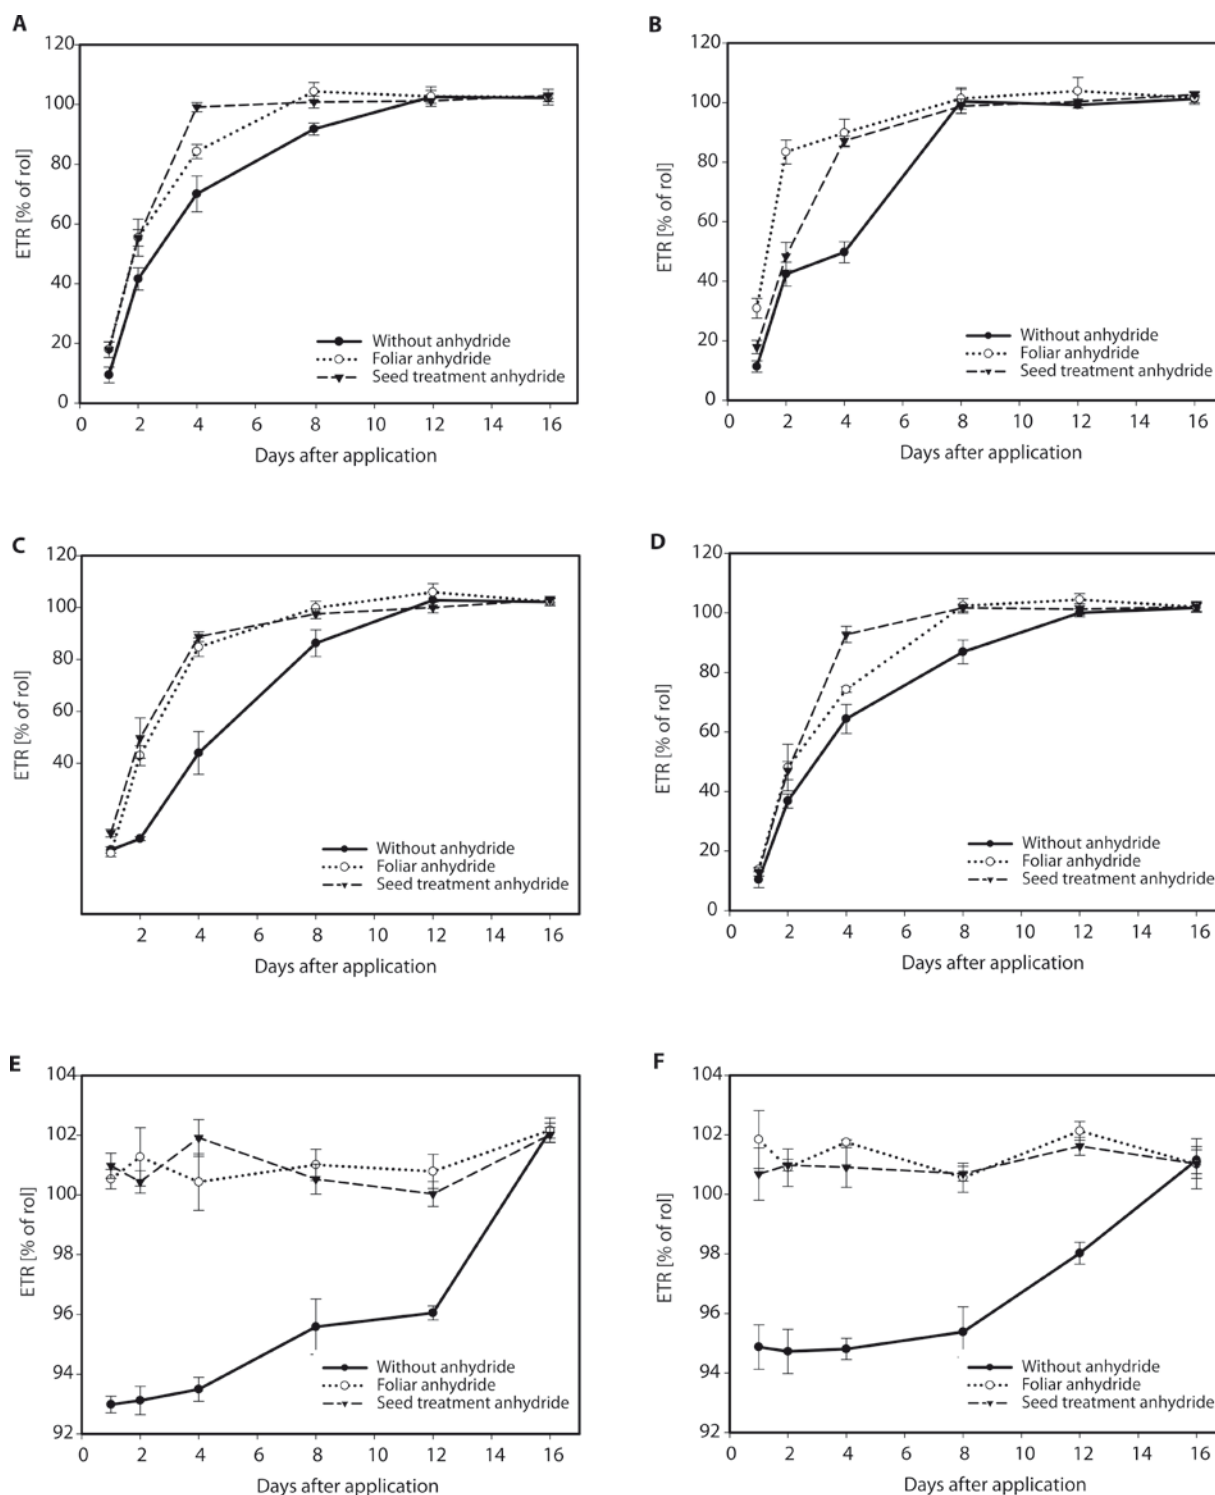 A
120
100
80
60
40
20
0
ETR [% of rol]
Without anhydride
Foliar anhydride
Seed treatment anhydride
0 2 4 6 8 10 12 14 16
Days after application
B
120
100
80
60
40
20
0
ETR [% of rol]
Without anhydride
Foliar anhydride
Seed treatment anhydride
0 2 4 6 8 10 12 14 16
Days after application
C
120
100
80
60
40
ETR [% of rol]
Without anhydride
Foliar anhydride
Seed treatment anhydride
2 4 6 8 10 12 14 16
Days after application
D
120
100
80
60
40
20
0
ETR [% of rol]
Without anhydride
Foliar anhydride
Seed treatment anhydride
0 2 4 6 8 10 12 14 16
Days after application
E
104
102
100
98
96
94
92
ETR [% of rol]
Without anhydride
Foliar anhydride
Seed treatment anhydride
0 2 4 6 8 10 12 14 16
Days after application
F
104
102
100
98
96
94
92
ETR [% of rol]
Without anhydride
Foliar anhydride
Seed treatment anhydride
0 2 4 6 8 10 12 14 16
Days after application